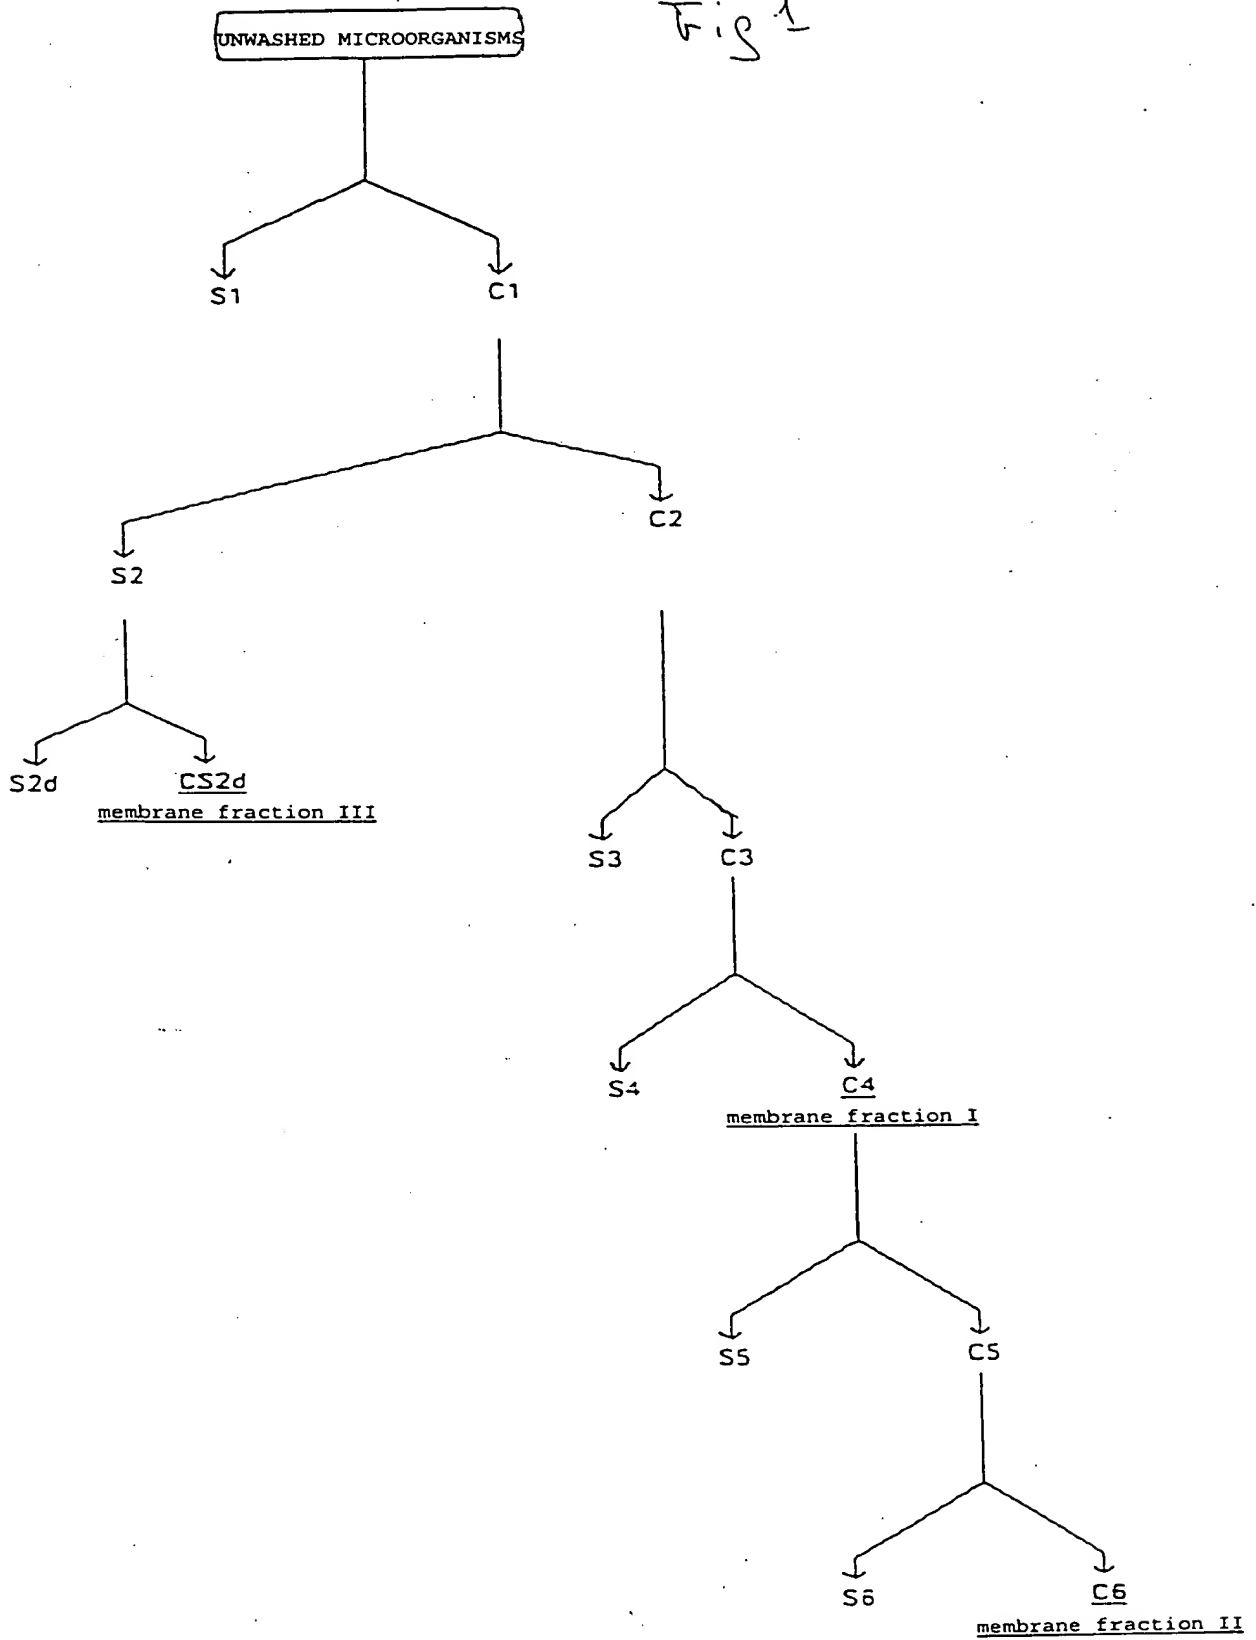 Fig 1
UNWASHED MICROORGANISMS
S1
C1
C2
S2
S2d
CS2d
membrane fraction III
S3
C3
S4
C4
membrane fraction I
S5
C5
S6
C6
membrane fraction II